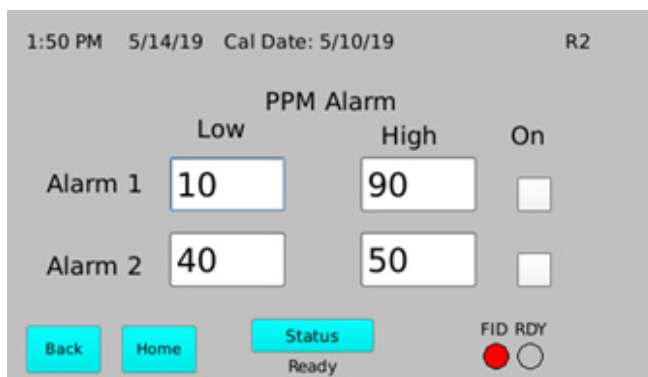 1:50 PM 5/14/19 Cal Date: 5/10/19 R2
PPM Alarm
Low High On
Alarm 1 10 90
Alarm 2 40 50
Back Home Status FID RDY
Ready